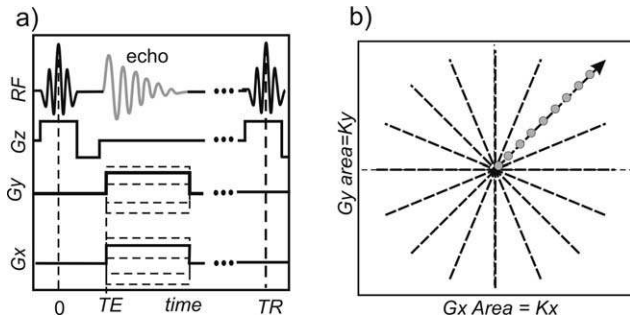 a)
echo
RF
Gz
Gy
Gx
0
TE
time
TR
b)
Gy area=Ky
Gx Area = Kx